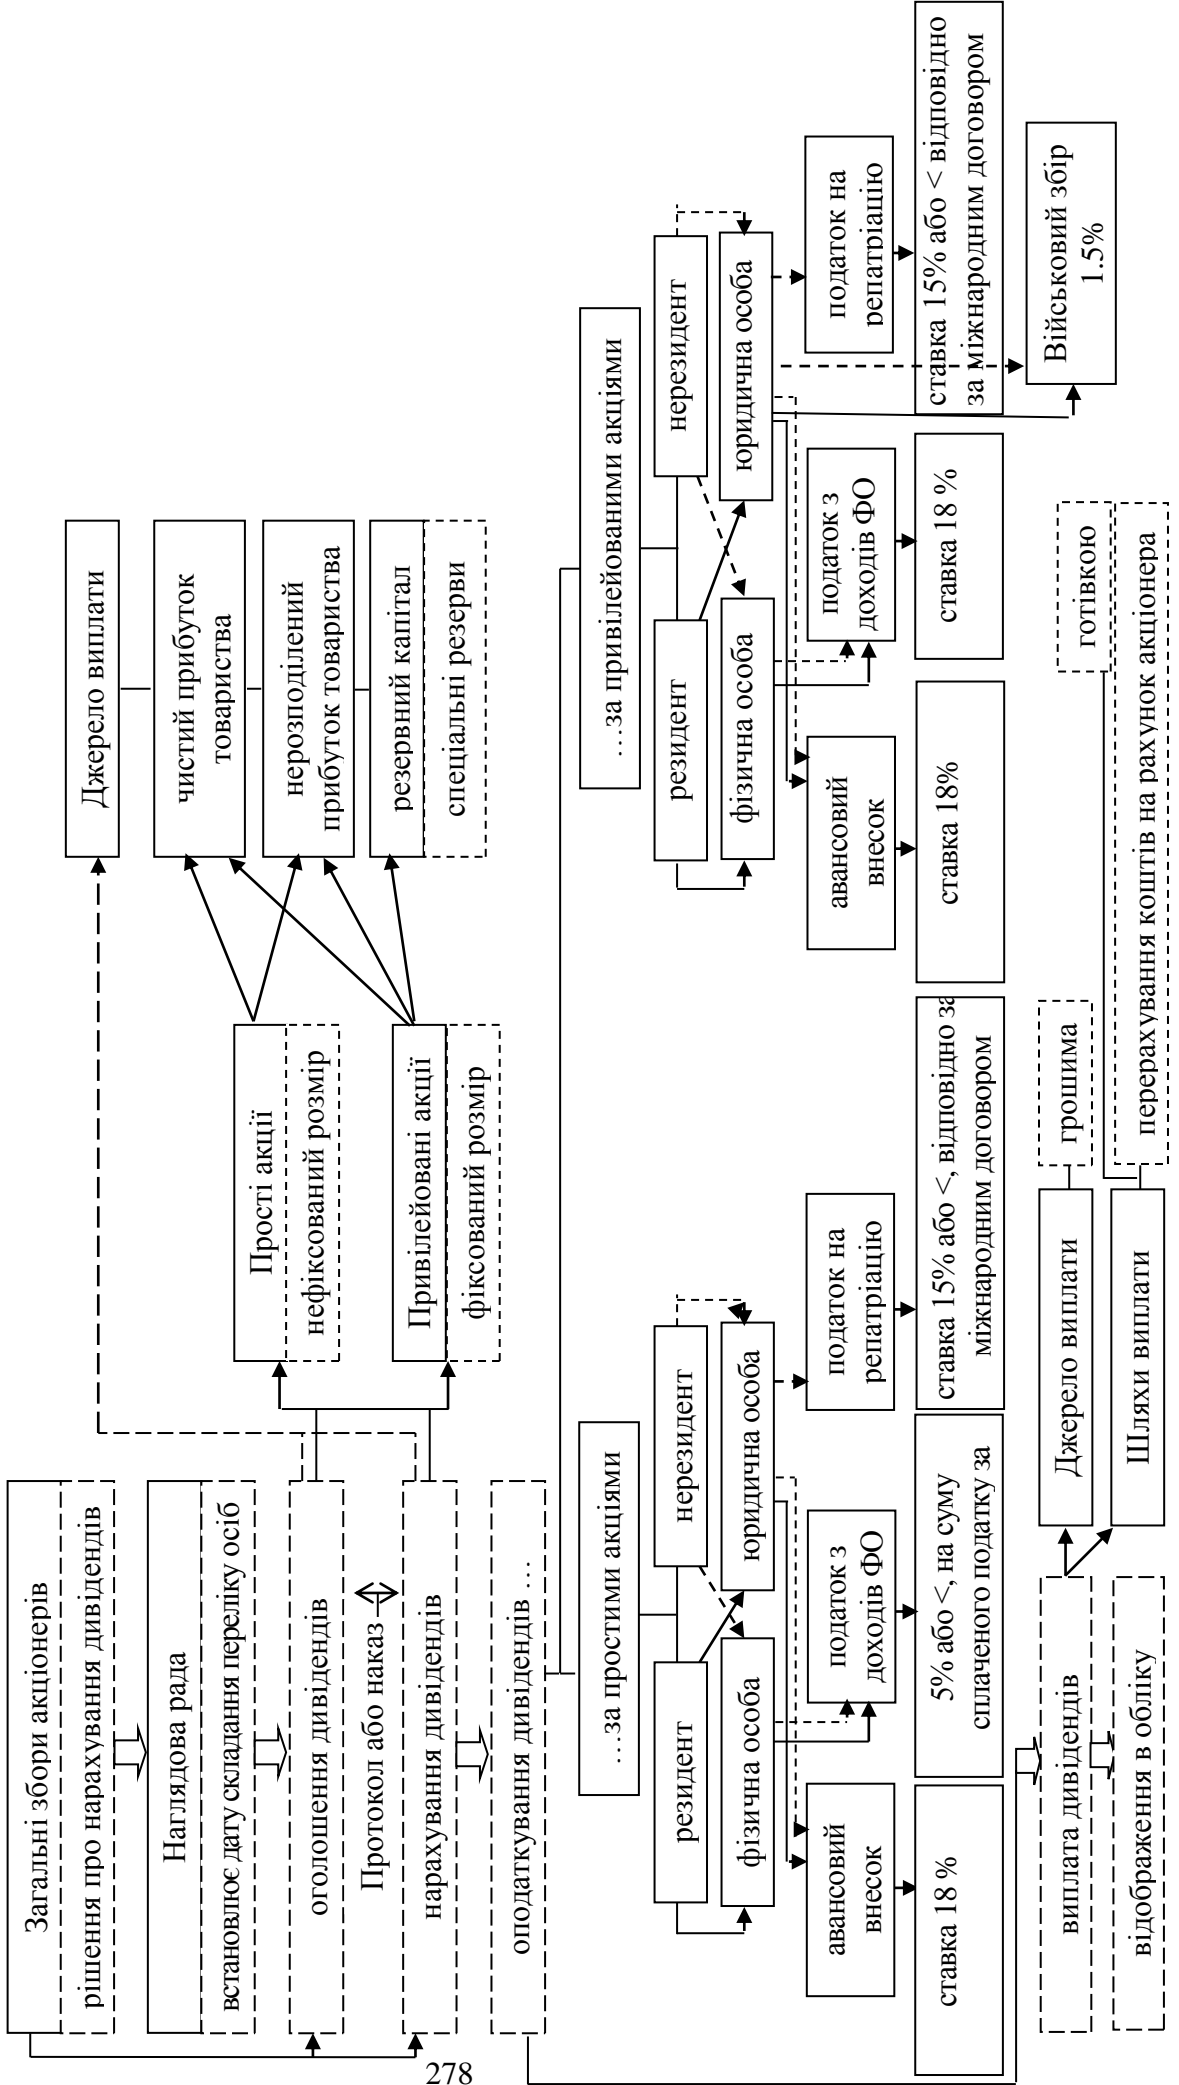 Загальні збори акціонерів
рішення про нарахування дивідендів
Наглядова рада
встановлює дату складання переліку осіб
оголошення дивідендів
Протокол або наказ
нарахування дивідендів
оподаткування дивідендів …
Прості акції
нефіксований розмір
Привілейовані акції
фіксований розмір
Джерело виплати
чистий прибуток
товариства
нерозподілений
прибуток товариства
резервний капітал
спеціальні резерви
…за простими акціями
резидент
нерезидент
фізична особа
юридична особа
авансовий
внесок
податок з
доходів ФО
податок на
репатріацію
ставка 18 %
5% або <, на суму
сплаченого податку за
ставка 15% або <, відповідно за
міжнародним договором
…за привілейованими акціями
резидент
нерезидент
фізична особа
юридична особа
авансовий
внесок
податок з
доходів ФО
податок на
репатріацію
ставка 18%
ставка 18 %
ставка 15% або < відповідно
за міжнародним договором
Військовий збір
1.5%
виплата дивідендів
відображення в обліку
Джерело виплати
грошима
Шляхи виплати
готівкою
перерахування коштів на рахунок акціонера
278